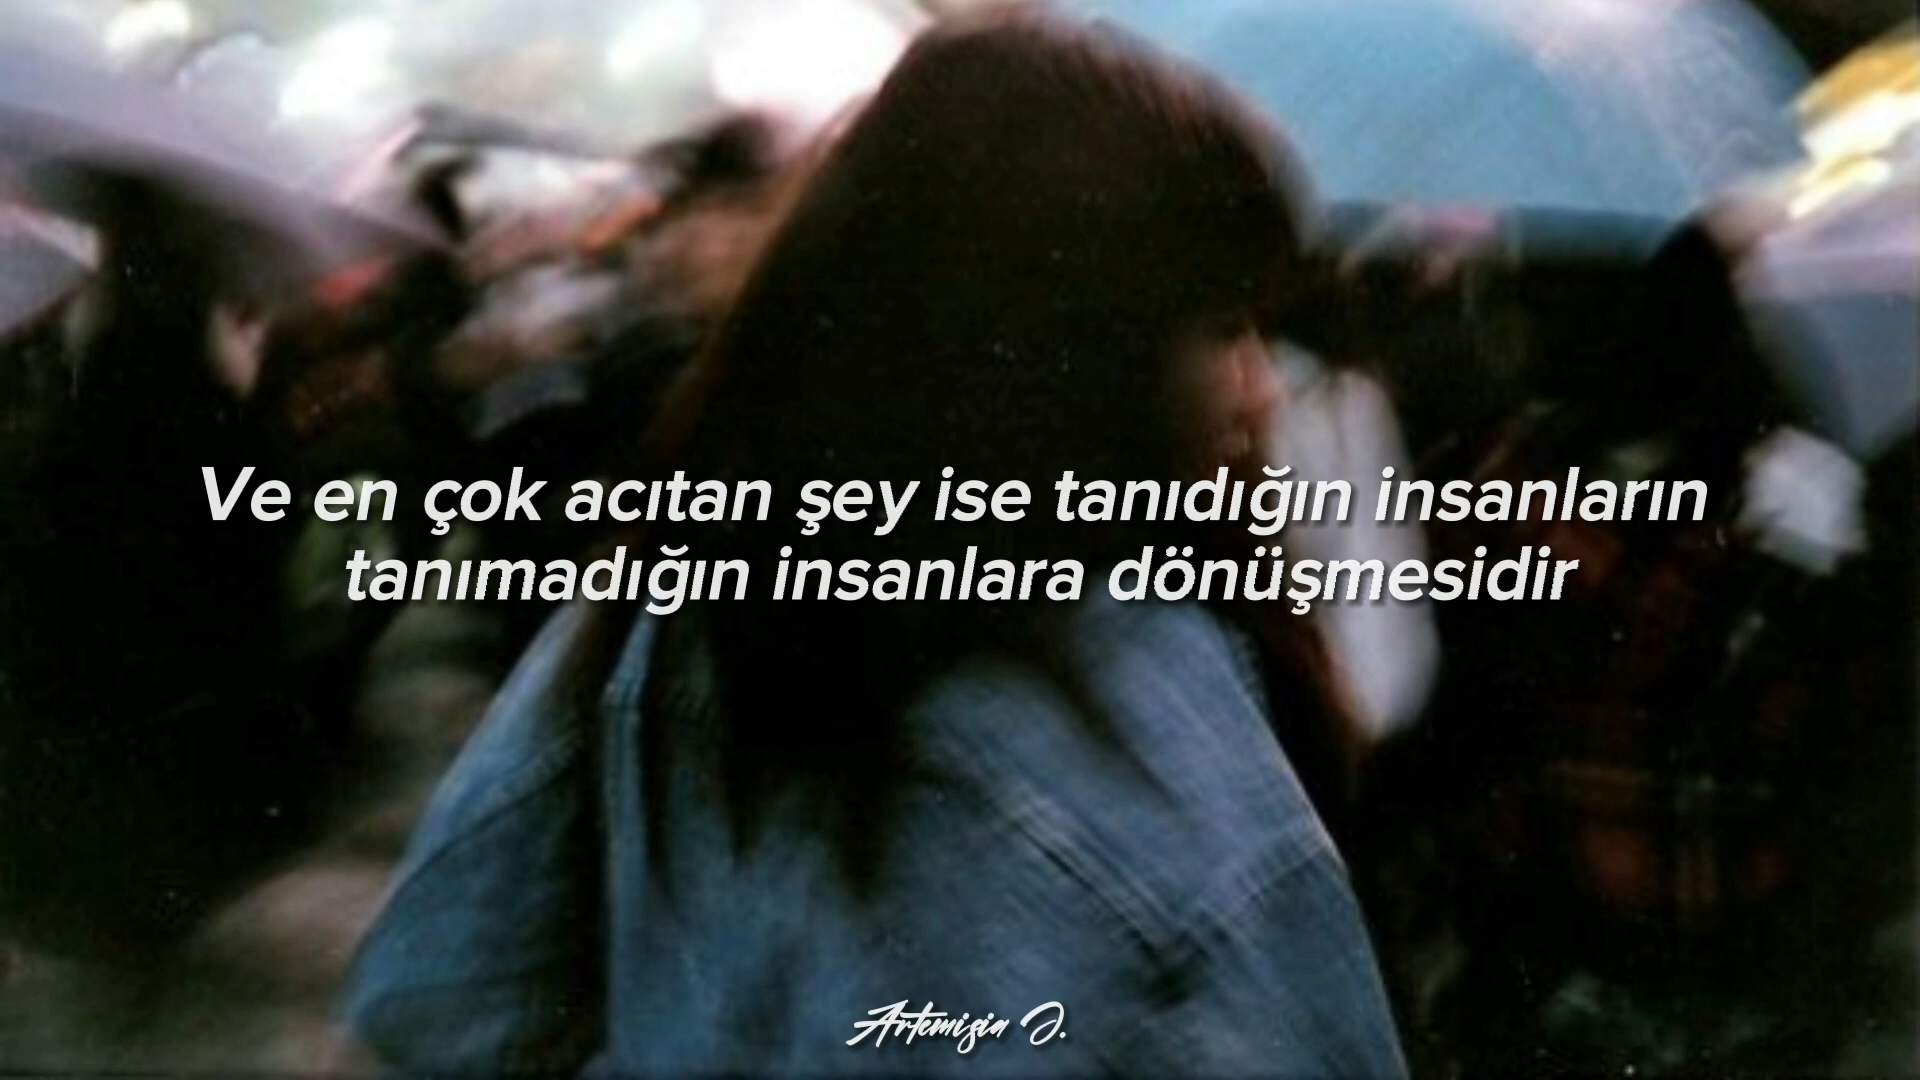 Ve en çok acıtan şey ise tanıdığın insanların
tanımadığın insanlara dönüşmesidir
Artemisia J.